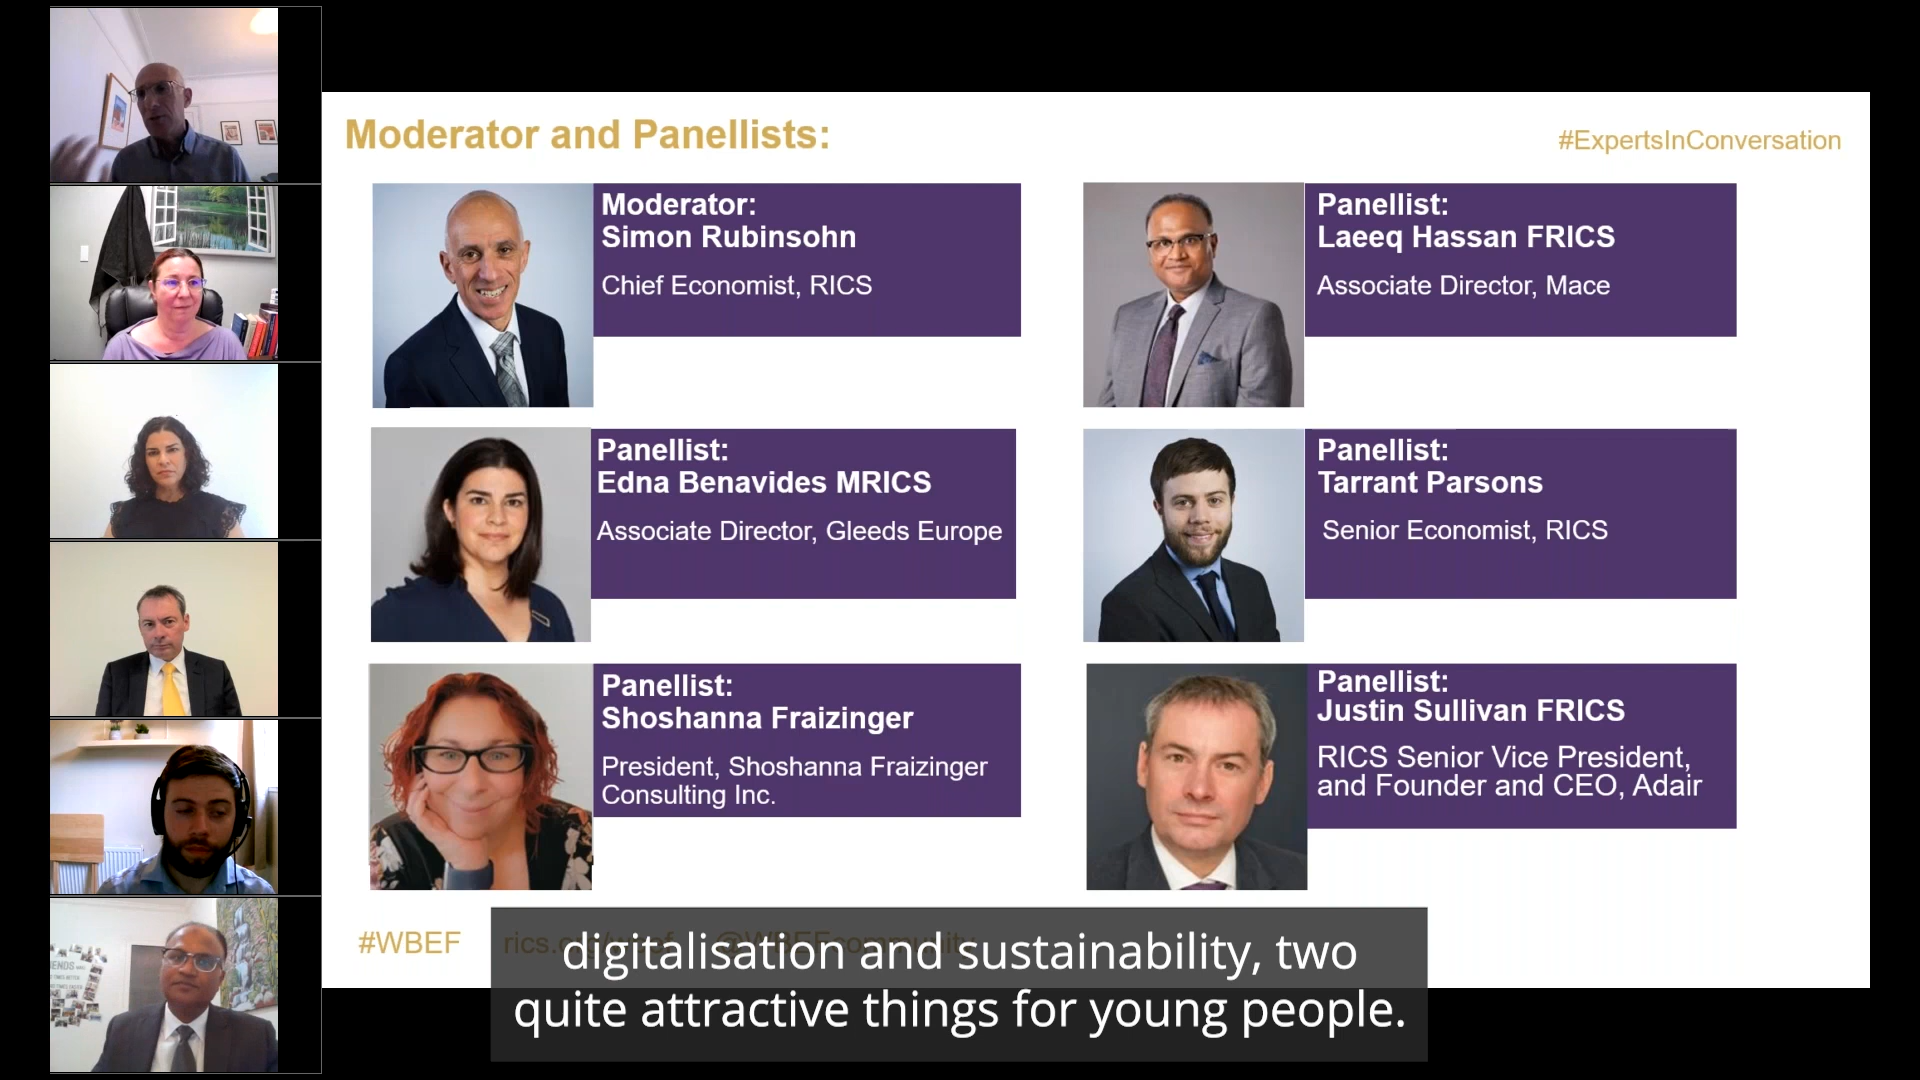 Moderator and Panellists:
#ExpertsInConversation
Moderator:
Simon Rubinsohn
Chief Economist, RICS
Panellist:
Laeeq Hassan FRICS
Associate Director, Mace
Panellist:
Edna Benavides MRICS
Associate Director, Gleeds Europe
Panellist:
Tarrant Parsons
Senior Economist, RICS
Panellist:
Shoshanna Fraizinger
President, Shoshanna Fraizinger
Consulting Inc.
Panellist:
Justin Sullivan FRICS
RICS Senior Vice President,
and Founder and CEO, Adair
#WBEF
digitalisation and sustainability, two
quite attractive things for young people.